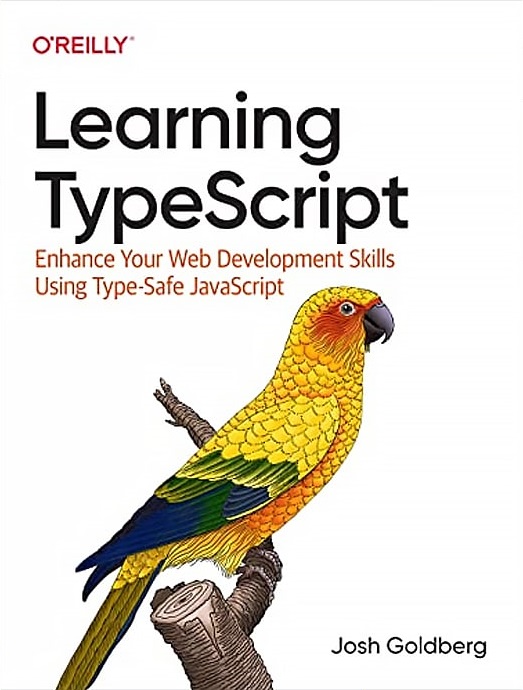 O'REILLY®
Learning
TypeScript
Enhance Your Web Development Skills
Using Type-Safe JavaScript
Josh Goldberg